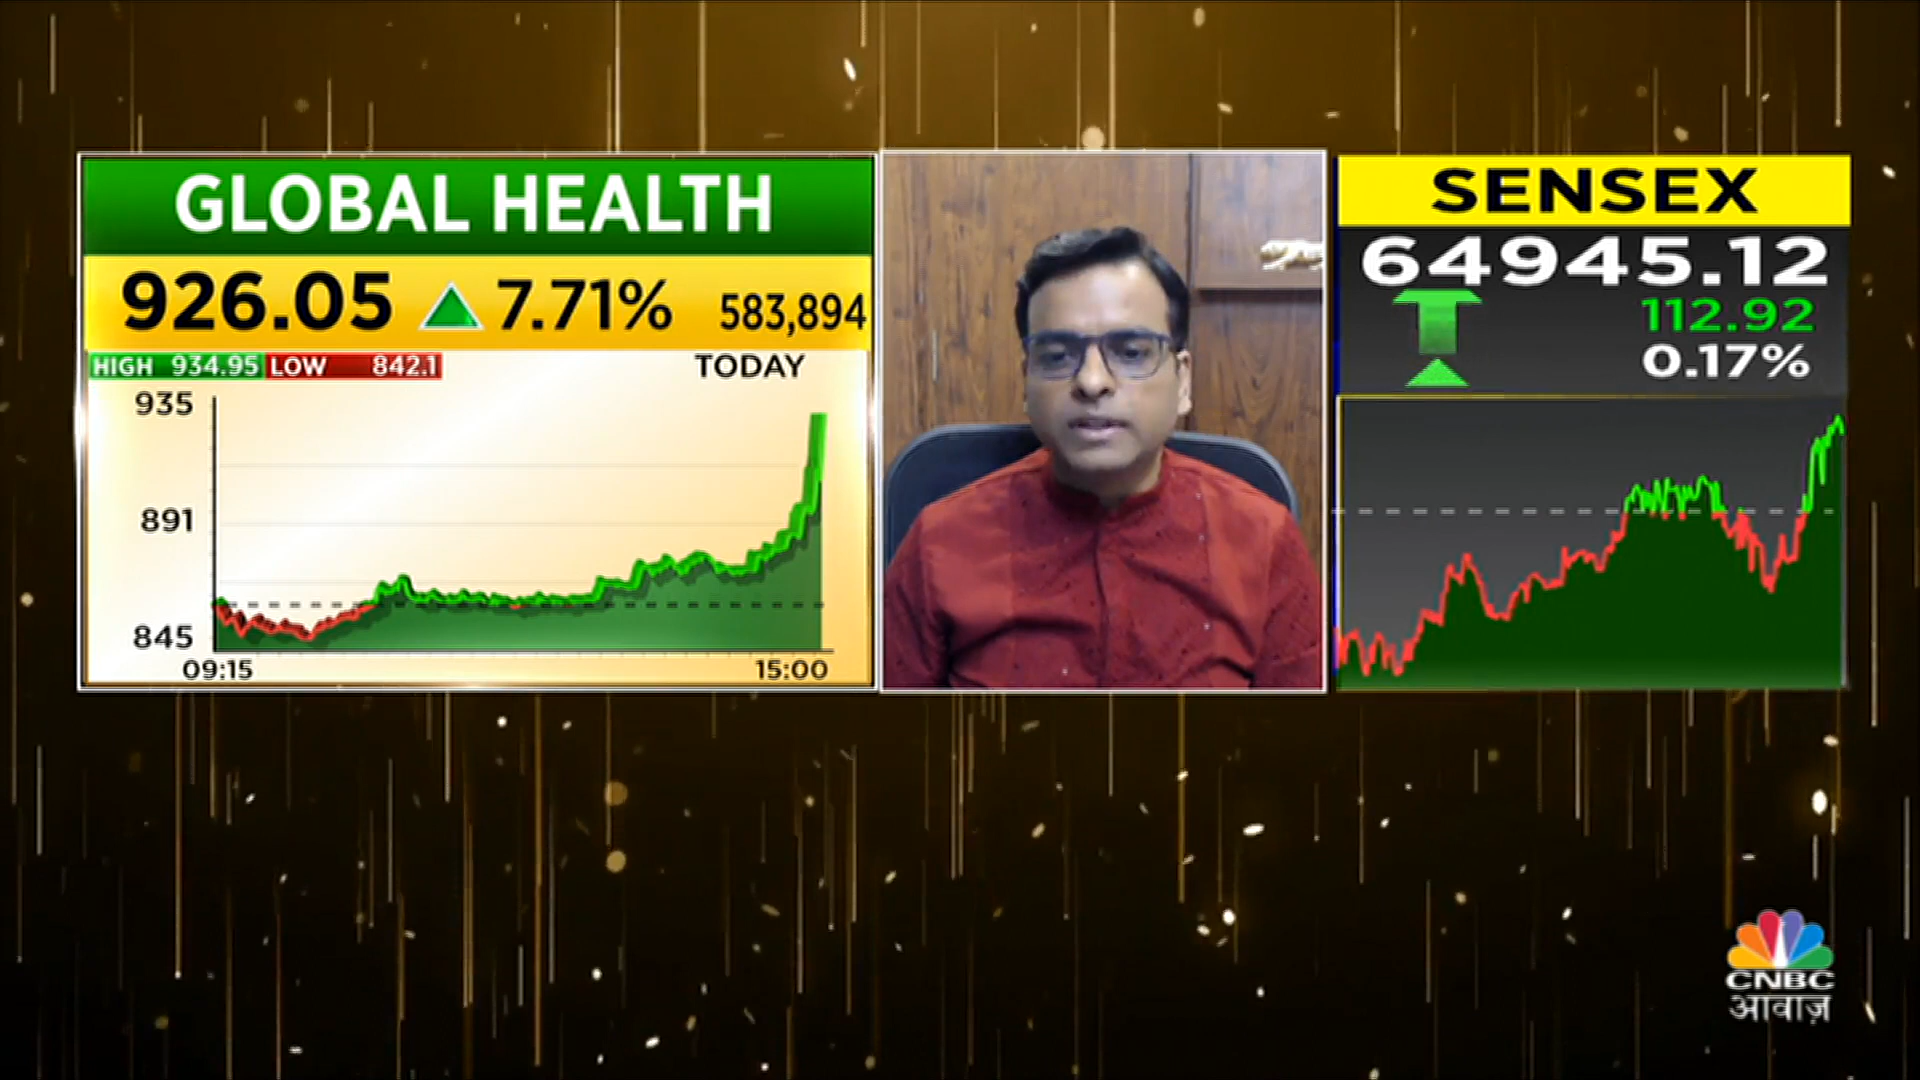 GLOBAL HEALTH
926.05 7.71% 583,894
HIGH 934.95 LOW 842.1 TODAY
935
891
845
09:15 15:00
SENSEX
64945.12
112.92
0.17%
CNBC
आवाज़